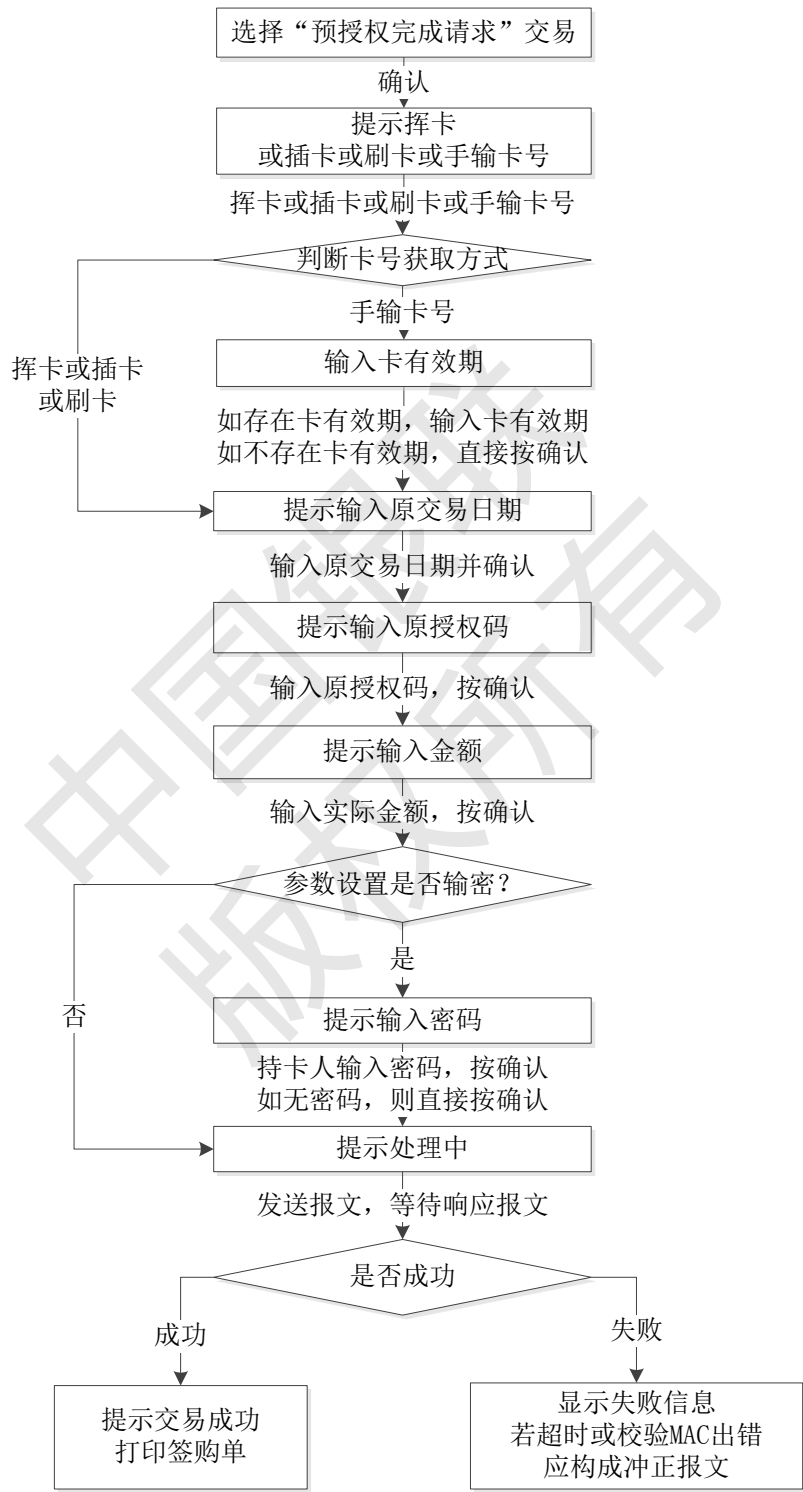 选择“预授权完成请求”交易
确认
提示挥卡
或插卡或刷卡或手输卡号
挥卡或插卡或刷卡或手输卡号
判断卡号获取方式
手输卡号
挥卡或插卡
或刷卡
输入卡有效期
如存在卡有效期，输入卡有效期
如不存在卡有效期，直接按确认
提示输入原交易日期
输入原交易日期并确认
提示输入原授权码
输入原授权码，按确认
提示输入金额
输入实际金额，按确认
参数设置是否输密？
是
否
提示输入密码
持卡人输入密码，按确认
如无密码，则直接按确认
提示处理中
发送报文，等待响应报文
是否成功
成功
失败
提示交易成功
打印签购单
显示失败信息
若超时或校验MAC出错
应构成冲正报文
中国银联
版权所有